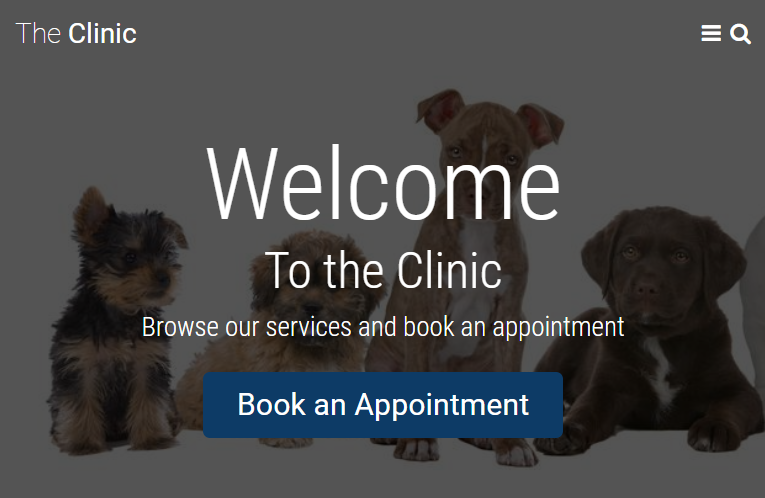 The Clinic
Welcome
To the Clinic
Browse our services and book an appointment
Book an Appointment